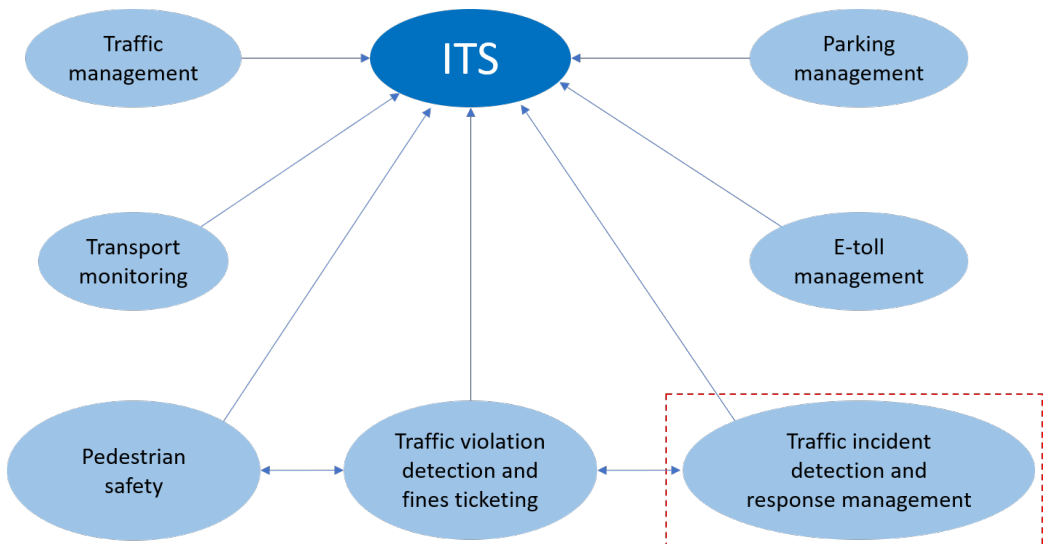 Traffic
management
ITS
Parking
management
Transport
monitoring
E-toll
management
Pedestrian
safety
Traffic violation
detection and
fines ticketing
Traffic incident
detection and
response management